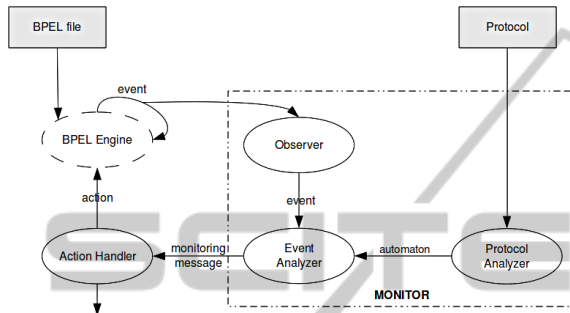 BPEL file
Protocol
event
BPEL Engine
Observer
action
event
Action Handler
monitoring
message
Event
Analyzer
automaton
Protocol
Analyzer
MONITOR
SCITE